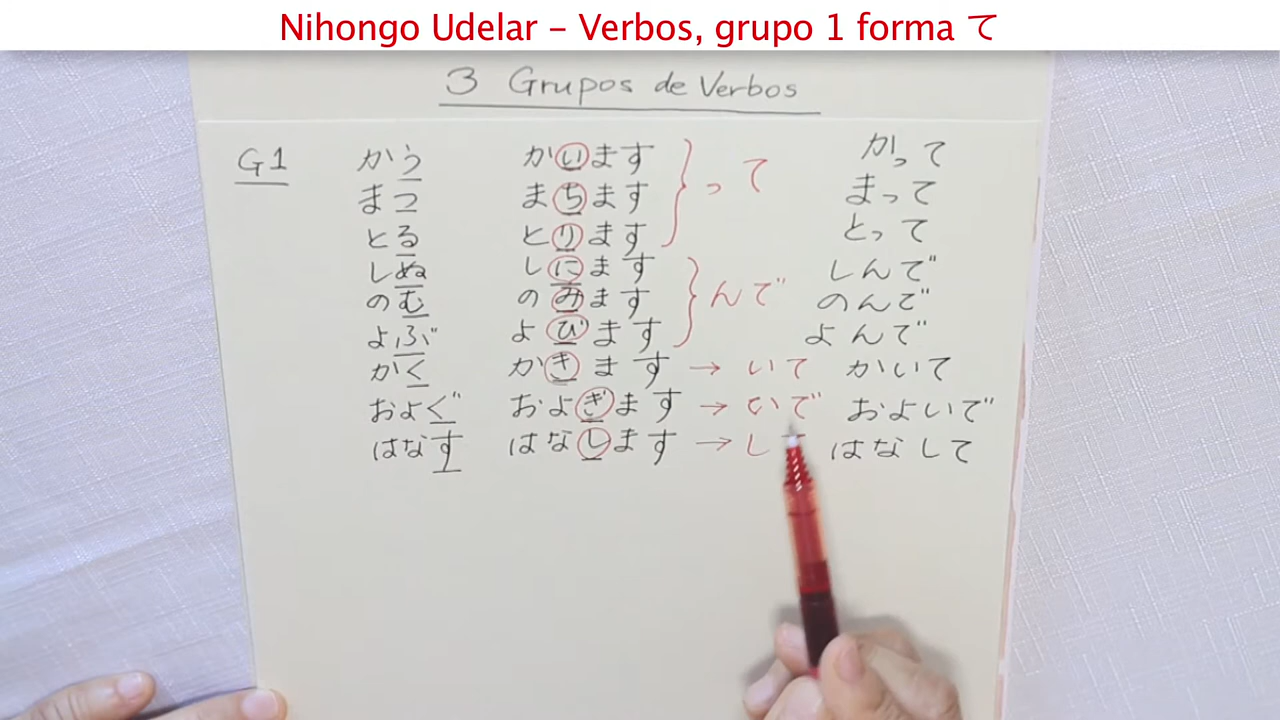 Nihongo Udelar – Verbos, grupo 1 forma て
3 Grupos de Verbos
G1 かう かいます かって
まつ まちます って まって
とる とります とって
しぬ しにます しんで
のむ のみます んで のんで
よぶ よびます よんで
かく かきます → いて かいて
およぐ およぎます → いで およいで
はなす はなします → し はなして